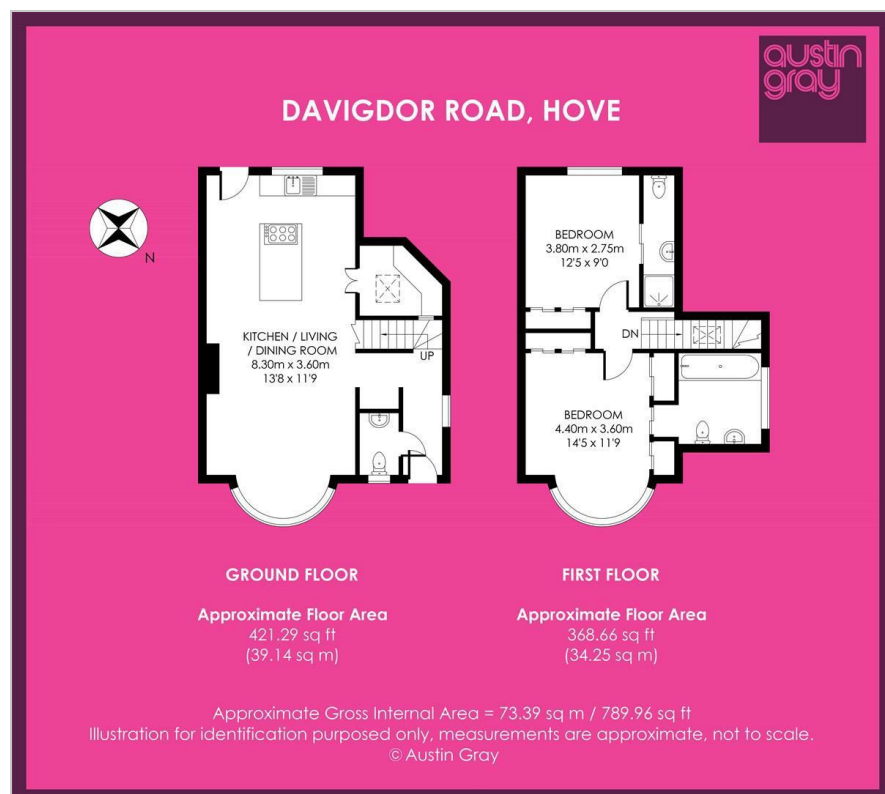 austin
gray
DAVIGDOR ROAD, HOVE
N
KITCHEN / LIVING
/ DINING ROOM
8.30m x 3.60m
13'8 x 11'9
UP
BEDROOM
3.80m x 2.75m
12'5 x 9'0
DN
BEDROOM
4.40m x 3.60m
14'5 x 11'9
GROUND FLOOR
Approximate Floor Area
421.29 sq ft
(39.14 sq m)
FIRST FLOOR
Approximate Floor Area
368.66 sq ft
(34.25 sq m)
Approximate Gross Internal Area = 73.39 sq m / 789.96 sq ft
Illustration for identification purposed only, measurements are approximate, not to scale.
© Austin Gray